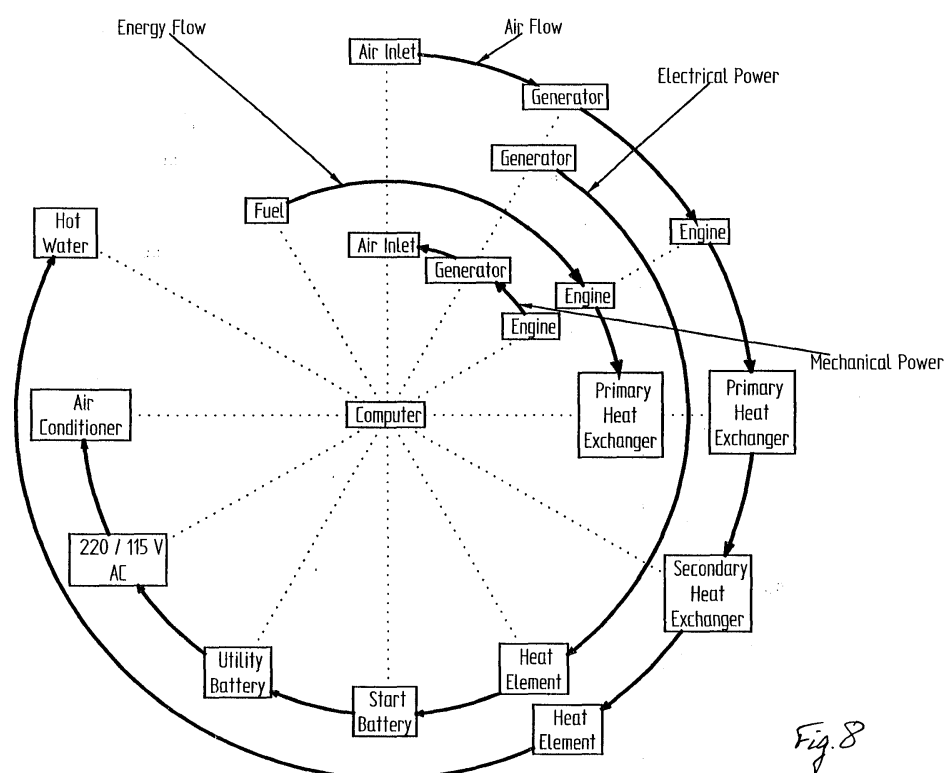 Energy Flow
Air Flow
Air Inlet
Electrical Power
Generator
Generator
Fuel
Hot
Water
Engine
Air Inlet
Generator
Engine
Engine
Mechanical Power
Primary
Heat
Exchanger
Primary
Heat
Exchanger
Air
Conditioner
Computer
220 / 115 V
AC
Secondary
Heat
Exchanger
Utility
Battery
Heat
Element
Start
Battery
Heat
Element
Fig. 8